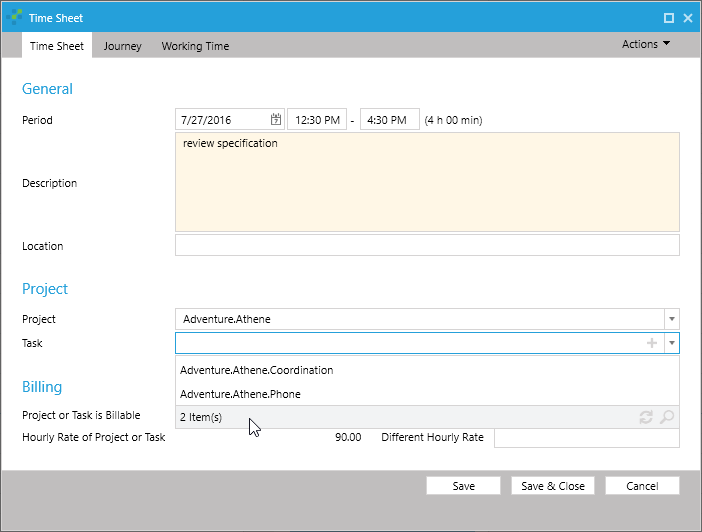 Time Sheet
Time Sheet Journey Working Time Actions
General
Period 7/27/2016 7 12:30 PM - 4:30 PM (4 h 00 min)
review specification
Description
Location
Project
Project Adventure.Athene
Task
Adventure.Athene.Coordination
Billing
Adventure.Athene.Phone
Project or Task is Billable 2 Item(s)
Hourly Rate of Project or Task 90.00 Different Hourly Rate
Save Save & Close Cancel